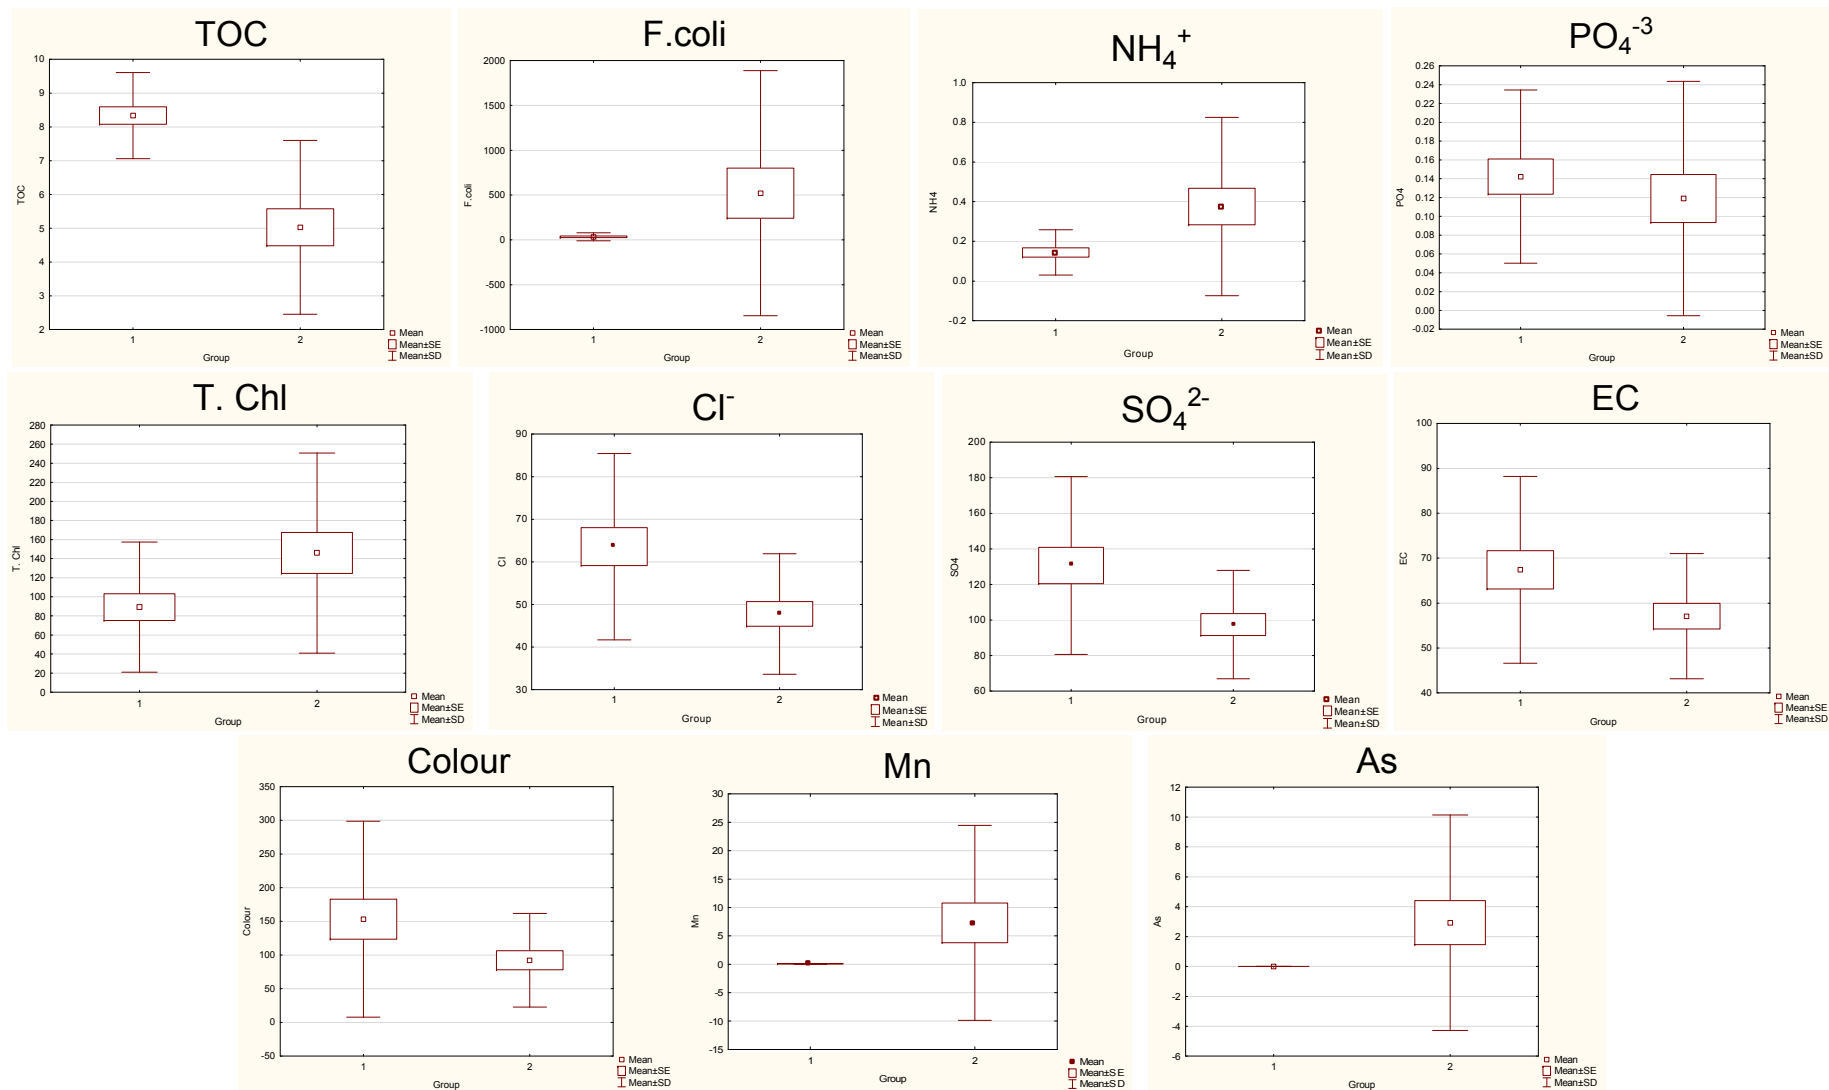 TOC
10
9
8
7
6
5
4
3
2
TOC
1
2
Group
Mean
Mean±SE
Mean±SD
F.coli
2000
1500
1000
500
0
-500
-1000
F.coli
1
2
Group
Mean
Mean±SE
Mean±SD
NH₄⁺
1.0
0.8
0.6
0.4
0.2
0.0
-0.2
NH4
1
2
Group
Mean
Mean±SE
Mean±SD
PO₄⁻³
0.26
0.24
0.22
0.20
0.18
0.16
0.14
0.12
0.10
0.08
0.06
0.04
0.02
0.00
-0.02
PO4
1
2
Group
Mean
Mean±SE
Mean±SD
T. Chl
280
260
240
220
200
180
160
140
120
100
80
60
40
20
0
T. Chl
1
2
Group
Mean
Mean±SE
Mean±SD
Cl⁻
90
80
70
60
50
40
30
Cl
1
2
Group
Mean
Mean±SE
Mean±SD
SO₄²⁻
200
180
160
140
120
100
80
60
SO4
1
2
Group
Mean
Mean±SE
Mean±SD
EC
100
90
80
70
60
50
40
EC
1
2
Group
Mean
Mean±SE
Mean±SD
Colour
350
300
250
200
150
100
50
0
-50
Colour
1
2
Group
Mean
Mean±SE
Mean±SD
Mn
30
25
20
15
10
5
0
-5
-10
-15
Mn
1
2
Group
Mean
Mean±SE
Mean±SD
As
12
10
8
6
4
2
0
-2
-4
-6
As
1
2
Group
Mean
Mean±SE
Mean±SD